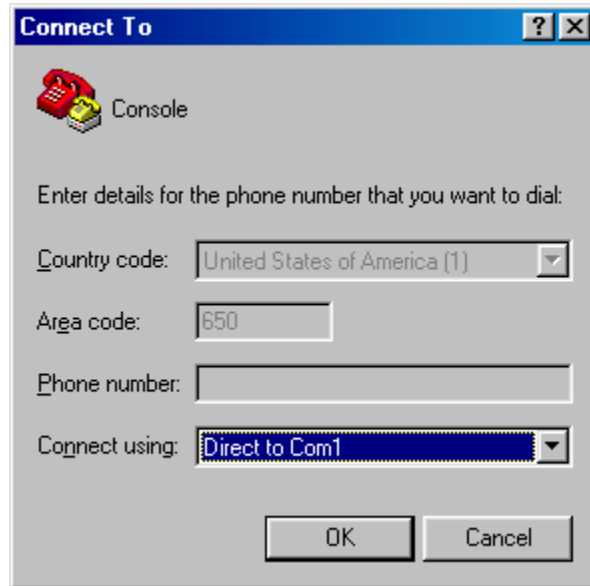 Connect To
Console
Enter details for the phone number that you want to dial:
Country code: United States of America (1)
Area code: 650
Phone number:
Connect using: Direct to Com1
OK Cancel